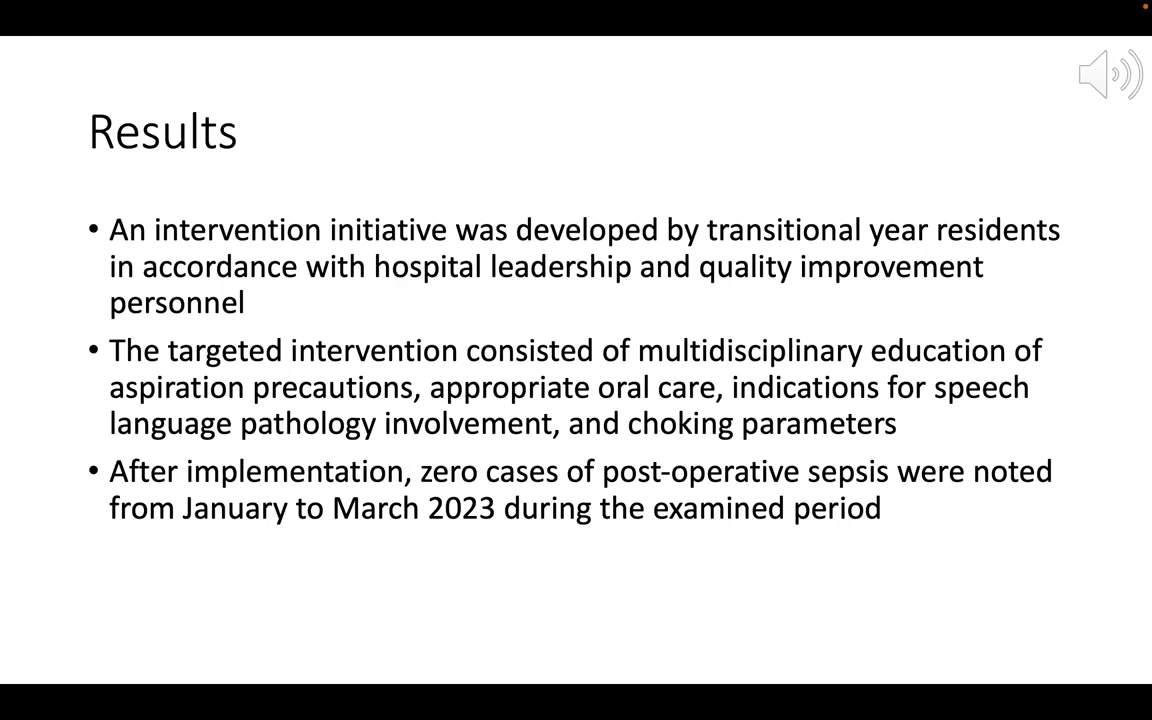 Results
• An intervention initiative was developed by transitional year residents
in accordance with hospital leadership and quality improvement
personnel
• The targeted intervention consisted of multidisciplinary education of
aspiration precautions, appropriate oral care, indications for speech
language pathology involvement, and choking parameters
• After implementation, zero cases of post-operative sepsis were noted
from January to March 2023 during the examined period